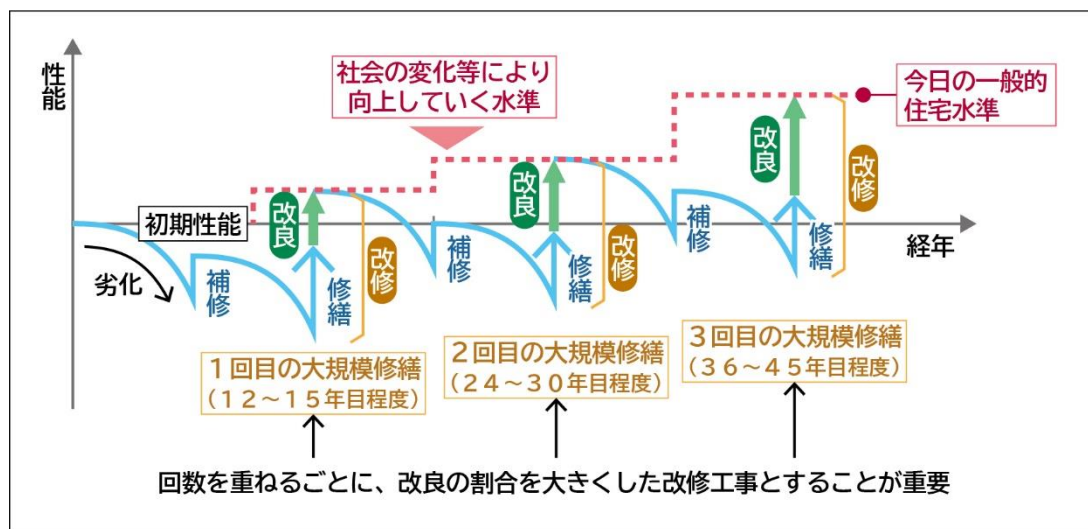 性能
社会の変化等により
向上していく水準
今日の一般的
住宅水準
初期性能
劣化
補修
改良
修繕
改修
補修
改良
修繕
改修
補修
改良
修繕
改修
経年
1回目の大規模修繕
（12～15年目程度）
2回目の大規模修繕
（24～30年目程度）
3回目の大規模修繕
（36～45年目程度）
回数を重ねるごとに、改良の割合を大きくした改修工事とすることが重要